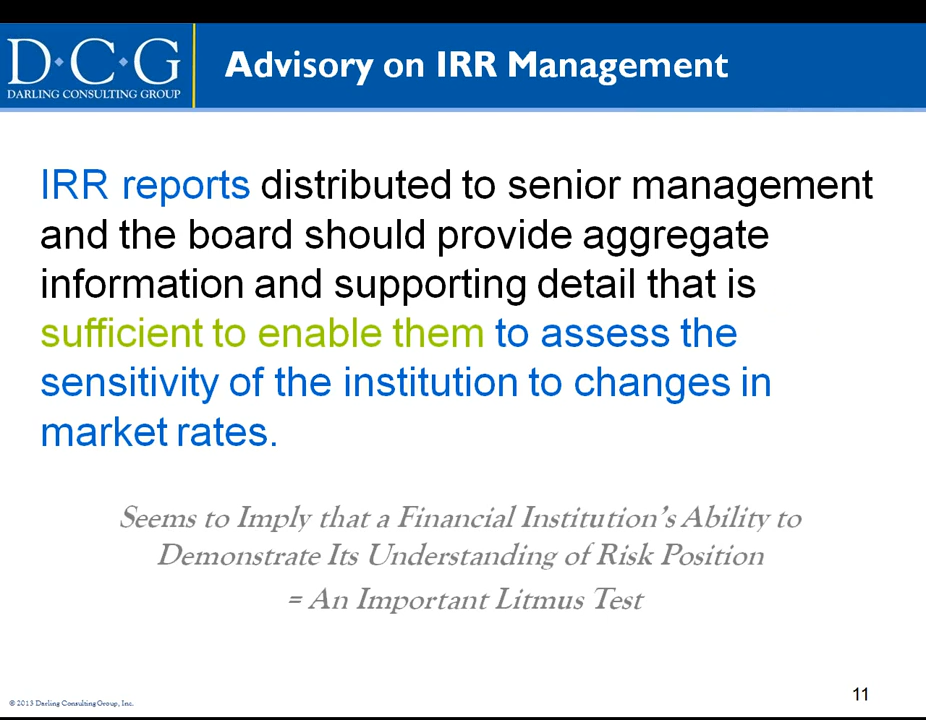 D•C•G
DARLING CONSULTING GROUP
Advisory on IRR Management
IRR reports distributed to senior management
and the board should provide aggregate
information and supporting detail that is
sufficient to enable them to assess the
sensitivity of the institution to changes in
market rates.
Seems to Imply that a Financial Institution's Ability to
Demonstrate Its Understanding of Risk Position
= An Important Litmus Test
© 2013 Darling Consulting Group, Inc.
11